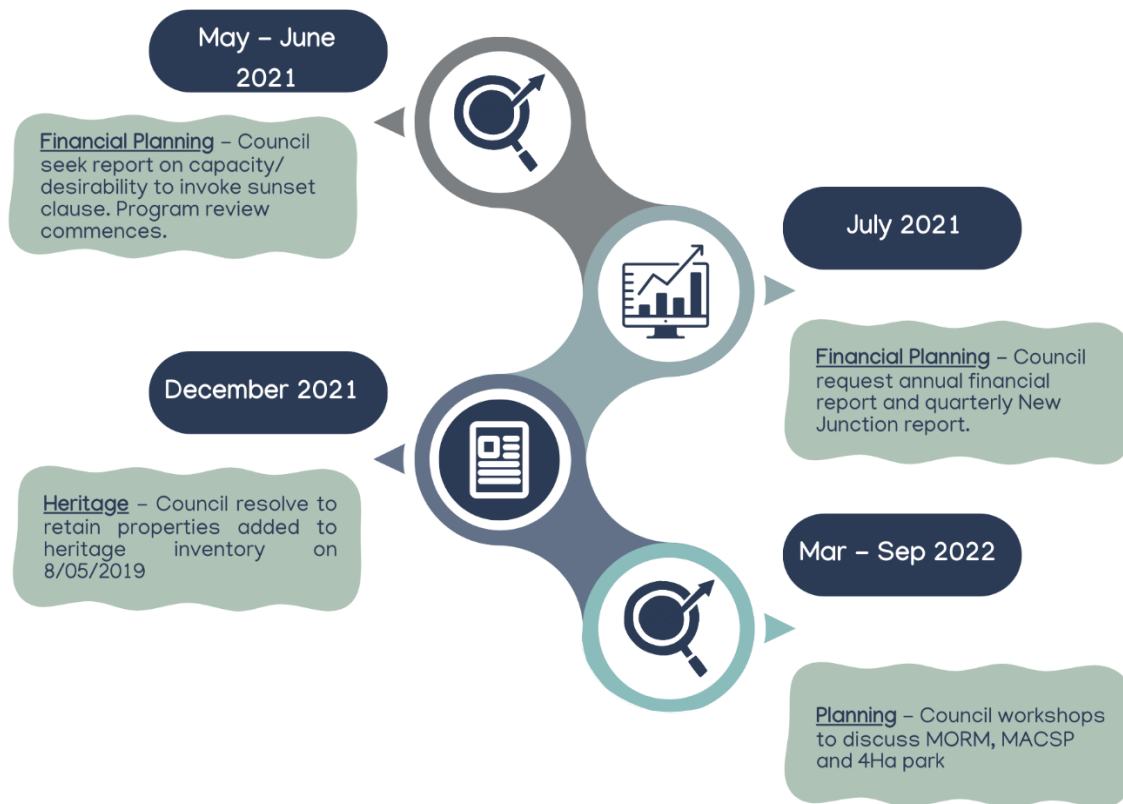 May – June
2021
Financial Planning – Council
seek report on capacity/
desirability to invoke sunset
clause. Program review
commences.
July 2021
Financial Planning – Council
request annual financial
report and quarterly New
Junction report.
December 2021
Heritage – Council resolve to
retain properties added to
heritage inventory on
8/05/2019
Mar – Sep 2022
Planning – Council workshops
to discuss MORM, MACSP
and 4Ha park